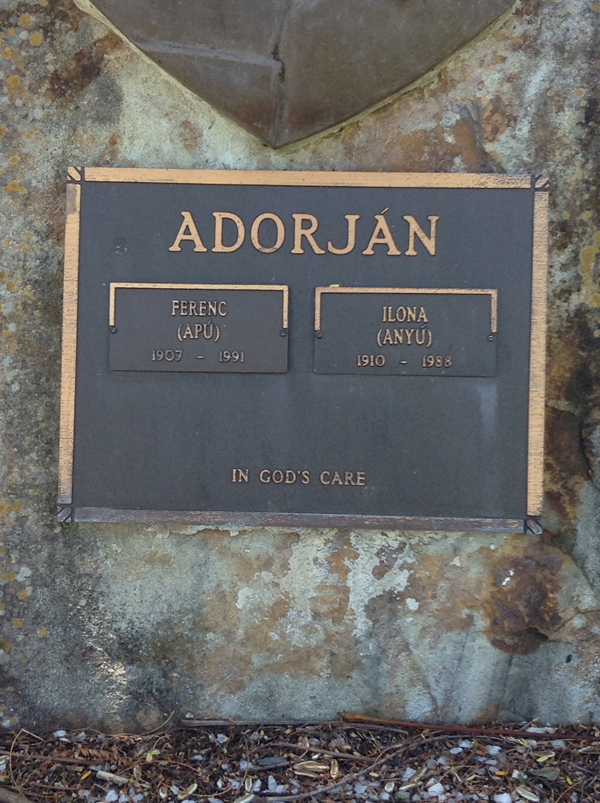 ADORJÁN
FERENC
(APÚ)
1907 - 1991
ILONA
(ANYÚ)
1910 - 1988
IN GOD'S CARE